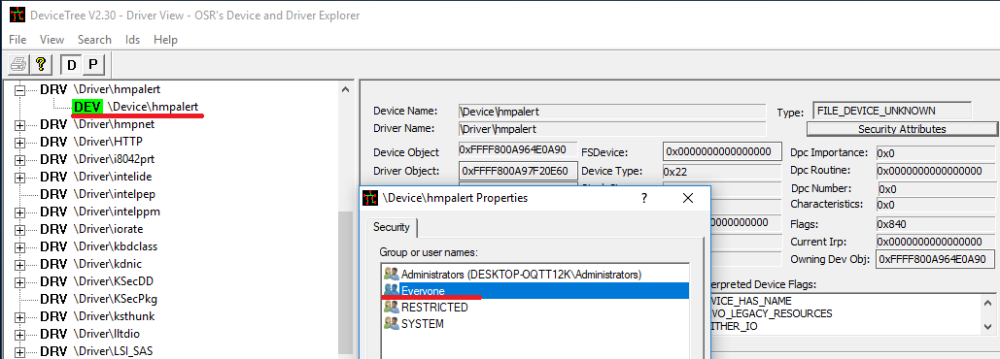 DeviceTree V2.30 - Driver View - OSR's Device and Driver Explorer
File View Search Ids Help
D P
DRV \Driver\hmpalert
DEV \Device\hmpalert
DRV \Driver\hmpnet
DRV \Driver\HTTP
DRV \Driver\i8042prt
DRV \Driver\intelide
DRV \Driver\intelpep
DRV \Driver\intelppm
DRV \Driver\iorate
DRV \Driver\kbdclass
DRV \Driver\kdnic
DRV \Driver\KSecDD
DRV \Driver\KSecPkg
DRV \Driver\ksthunk
DRV \Driver\lltdio
DRV \Driver\LSI_SAS
Device Name: \Device\hmpalert
Driver Name: \Driver\hmpalert
Device Object 0xFFFF800A964E0A90
Driver Object: 0xFFFF800A97F20E60
FSDevice: 0x0000000000000000
Device Type: 0x22
Type: FILE_DEVICE_UNKNOWN
Security Attributes
Dpc Importance: 0x0
Dpc Routine: 0x0000000000000000
Dpc Number: 0x0
Characteristics: 0x0
Flags: 0x840
Current Irp: 0x0000000000000000
Owning Dev Obj: 0xFFFF800A964E0A90
erpreted Device Flags:
VICE_HAS_NAME
VO_LEGACY_RESOURCES
ITHER_IO
\Device\hmpalert Properties
Security
Group or user names:
Administrators (DESKTOP-OQTT12K\Administrators)
Everyone
RESTRICTED
SYSTEM